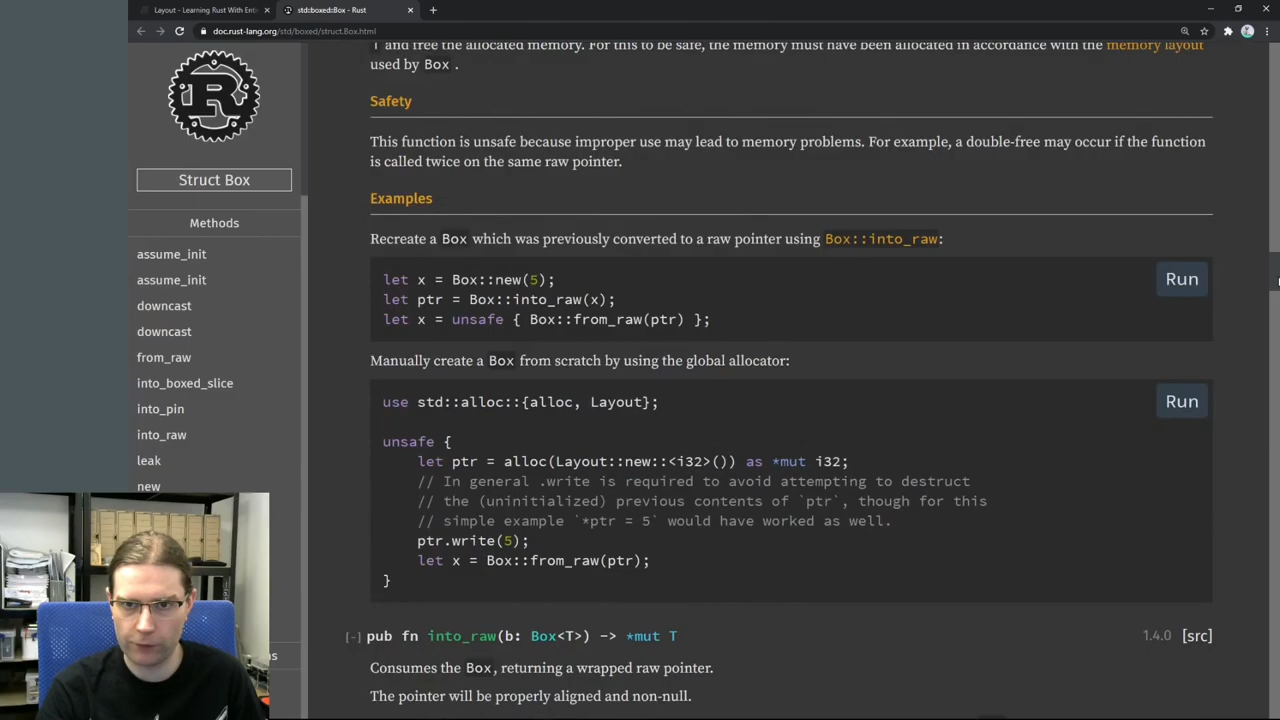 Layout - Learning Rust With Enti
std::boxed::Box - Rust
doc.rust-lang.org/std/boxed/struct.Box.html
T and free the allocated memory. For this to be safe, the memory must have been allocated in accordance with the memory layout
used by Box .
Safety
This function is unsafe because improper use may lead to memory problems. For example, a double-free may occur if the function
is called twice on the same raw pointer.
Examples
Recreate a Box which was previously converted to a raw pointer using Box::into_raw:
let x = Box::new(5);
let ptr = Box::into_raw(x);
let x = unsafe { Box::from_raw(ptr) };
Run
Manually create a Box from scratch by using the global allocator:
use std::alloc::{alloc, Layout};
unsafe {
let ptr = alloc(Layout::new::<i32>()) as *mut i32;
// In general .write is required to avoid attempting to destruct
// the (uninitialized) previous contents of `ptr`, though for this
// simple example `*ptr = 5` would have worked as well.
ptr.write(5);
let x = Box::from_raw(ptr);
}
Run
[-] pub fn into_raw(b: Box<T>) -> *mut T
1.4.0 [src]
Consumes the Box, returning a wrapped raw pointer.
The pointer will be properly aligned and non-null.
R
Struct Box
Methods
assume_init
assume_init
downcast
downcast
from_raw
into_boxed_slice
into_pin
into_raw
leak
new